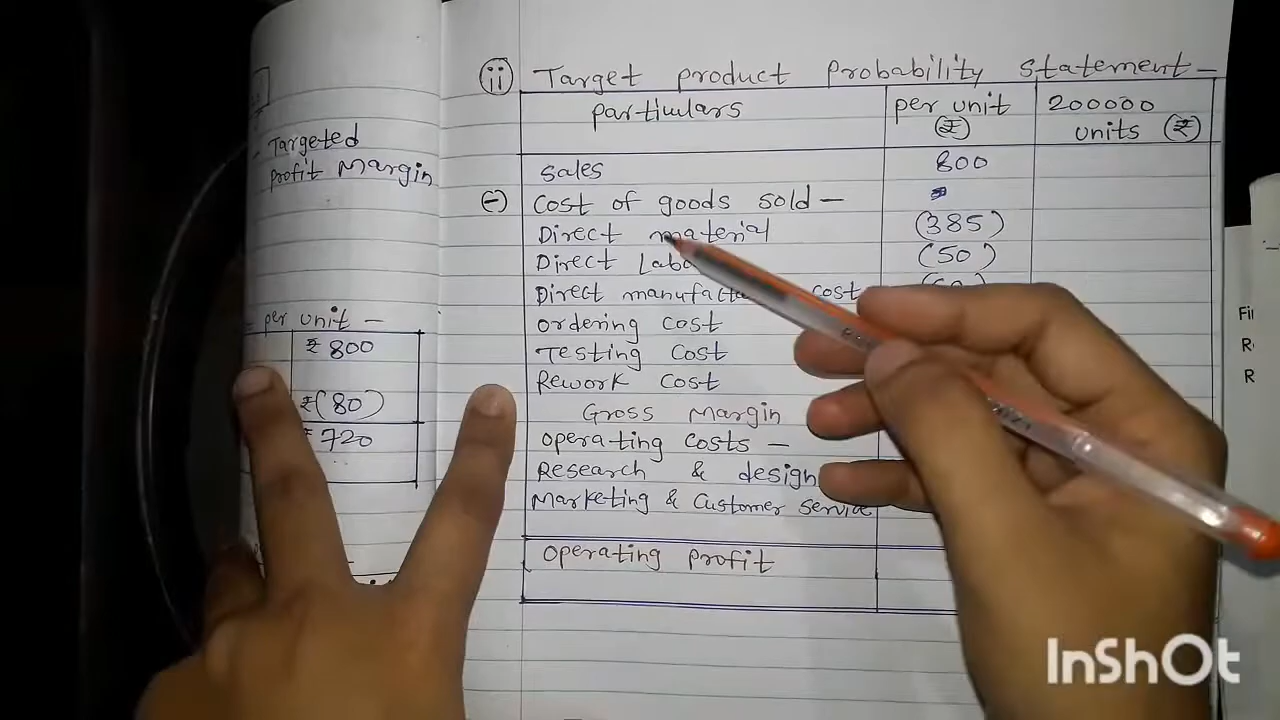 Targeted
Profit Margin
per unit -
₹ 800
₹(80)
₹ 720
ii Target product probability statement -
particulars per unit (₹) 200000 units (₹)
Sales 800
(-) Cost of goods sold -
Direct material (385)
Direct (50)
Direct cost
ordering cost
Testing Cost
Rework Cost
Gross Margin
operating costs -
Research & design
Marketing & Customer Service
operating profit
Fi
R
R
InShOt